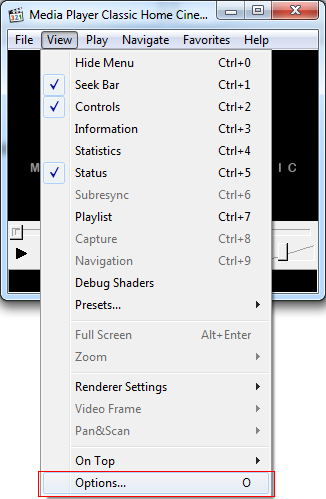 Media Player Classic Home Cine...
File View Play Navigate Favorites Help
Hide Menu Ctrl+0
Seek Bar Ctrl+1
Controls Ctrl+2
Information Ctrl+3
Statistics Ctrl+4
M IC
Status Ctrl+5
Subresync Ctrl+6
Playlist Ctrl+7
Capture Ctrl+8
Navigation Ctrl+9
Debug Shaders
Presets...
Full Screen Alt+Enter
Zoom
Renderer Settings
Video Frame
Pan&Scan
On Top
Options... O